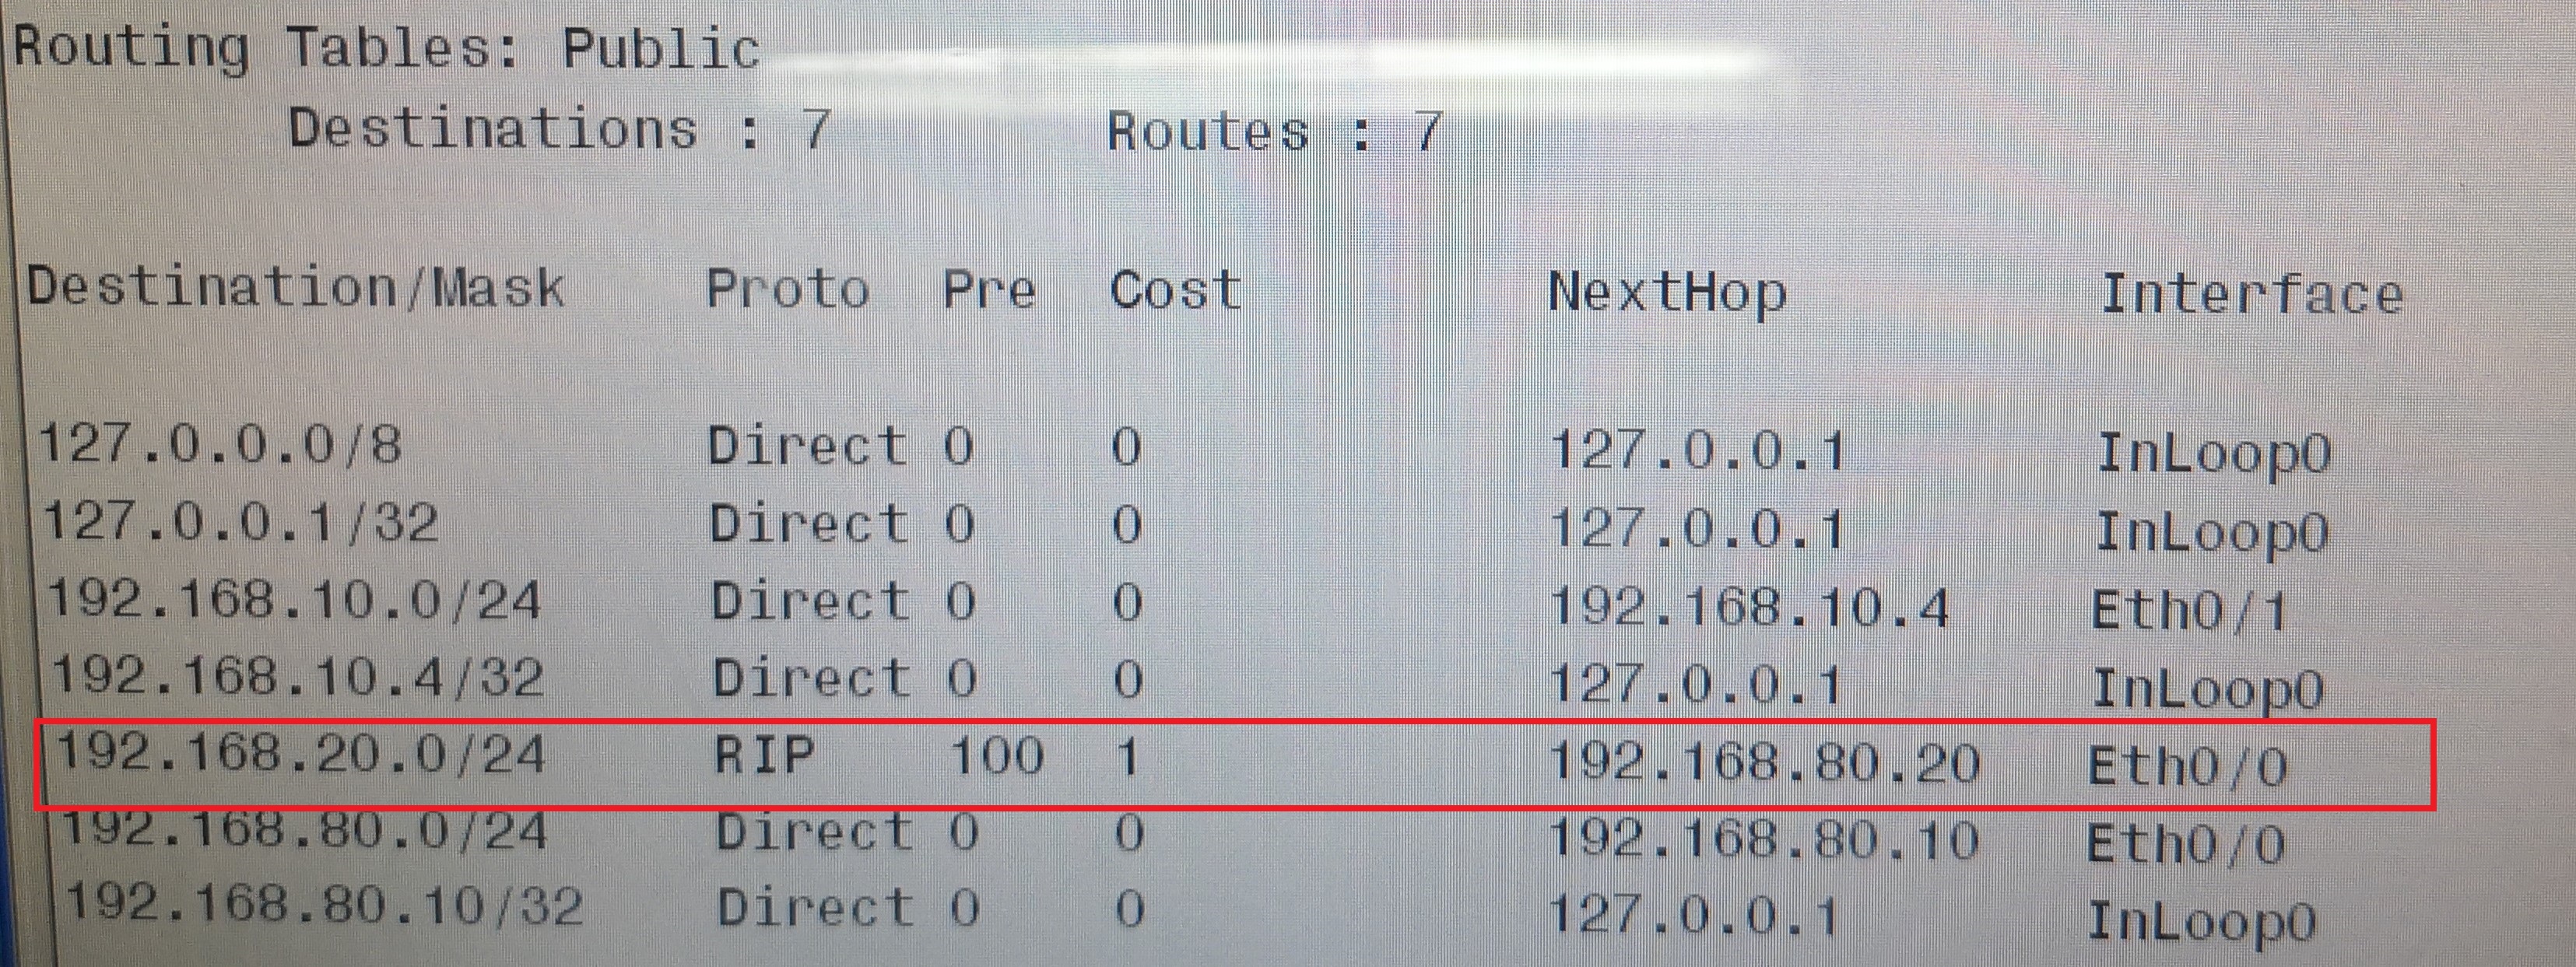 Routing Tables: Public
Destinations : 7 Routes : 7
Destination/Mask Proto Pre Cost NextHop Interface
127.0.0.0/8 Direct 0 0 127.0.0.1 InLoop0
127.0.0.1/32 Direct 0 0 127.0.0.1 InLoop0
192.168.10.0/24 Direct 0 0 192.168.10.4 Eth0/1
192.168.10.4/32 Direct 0 0 127.0.0.1 InLoop0
192.168.20.0/24 RIP 100 1 192.168.80.20 Eth0/0
192.168.80.0/24 Direct 0 0 192.168.80.10 Eth0/0
192.168.80.10/32 Direct 0 0 127.0.0.1 InLoop0